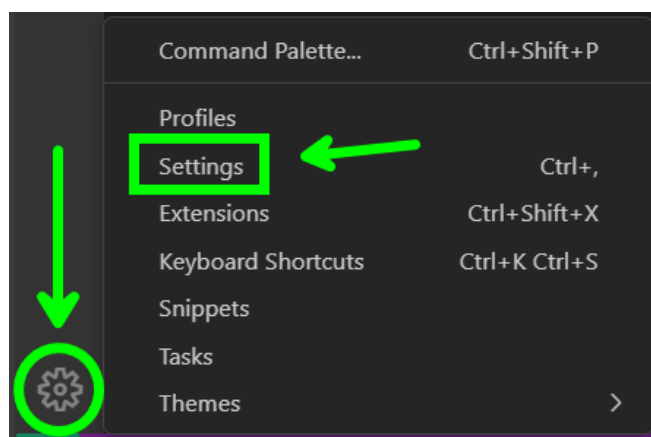 Command Palette... Ctrl+Shift+P
Profiles
Settings Ctrl+,
Extensions Ctrl+Shift+X
Keyboard Shortcuts Ctrl+K Ctrl+S
Snippets
Tasks
Themes